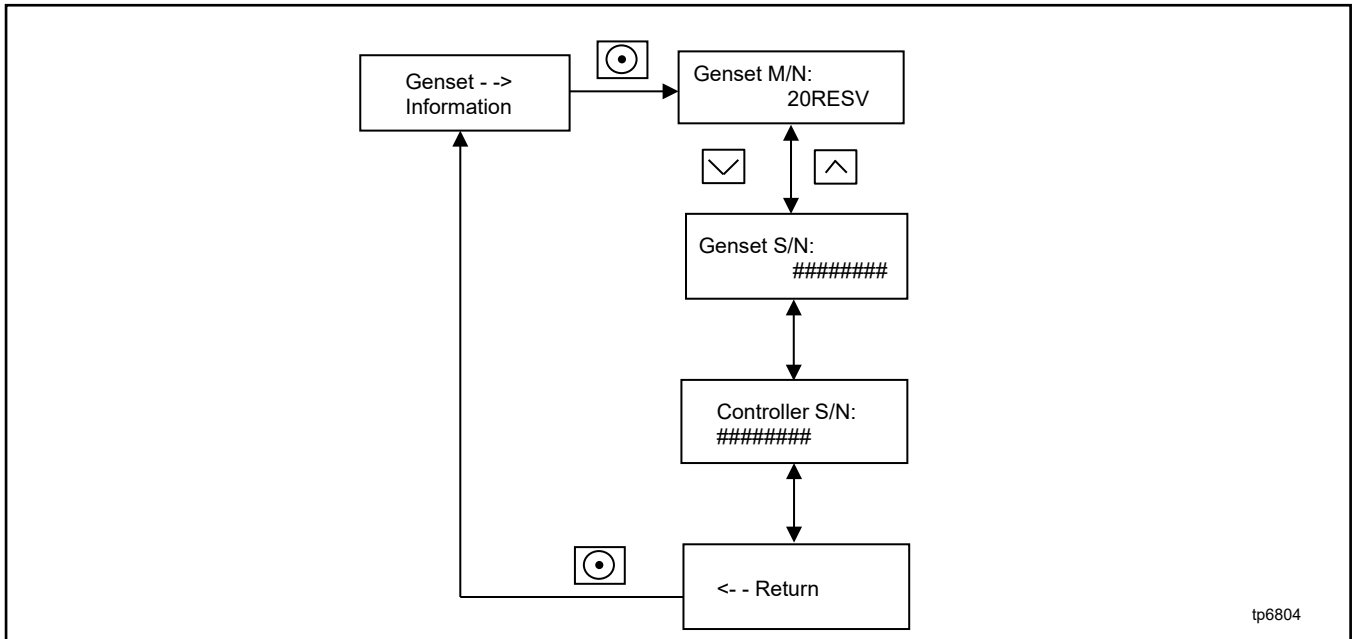 Genset - ->
Information
Genset M/N:
20RESV
Genset S/N:
########
Controller S/N:
########
<- - Return
tp6804